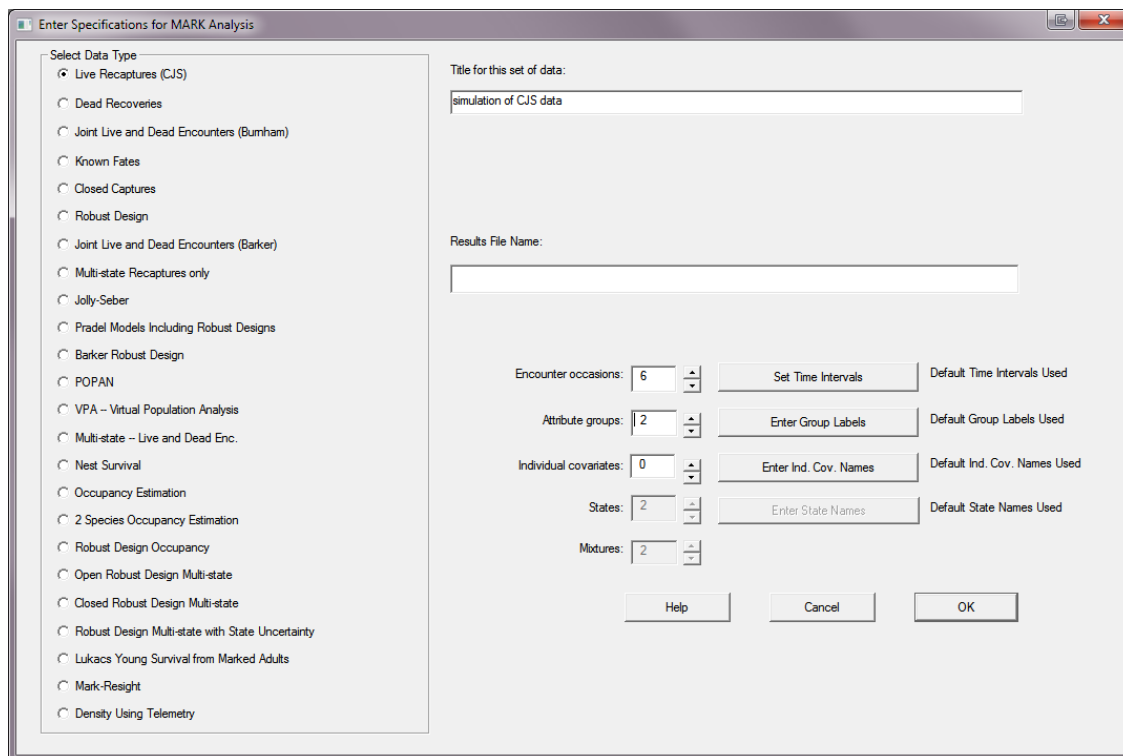 Enter Specifications for MARK Analysis
Select Data Type
Live Recaptures (CJS)
Dead Recoveries
Joint Live and Dead Encounters (Burnham)
Known Fates
Closed Captures
Robust Design
Joint Live and Dead Encounters (Barker)
Multi-state Recaptures only
Jolly-Seber
Pradel Models Including Robust Designs
Barker Robust Design
POPAN
VPA -- Virtual Population Analysis
Multi-state -- Live and Dead Enc.
Nest Survival
Occupancy Estimation
2 Species Occupancy Estimation
Robust Design Occupancy
Open Robust Design Multi-state
Closed Robust Design Multi-state
Robust Design Multi-state with State Uncertainty
Lukacs Young Survival from Marked Adults
Mark-Resight
Density Using Telemetry
Title for this set of data:
simulation of CJS data
Results File Name:
Encounter occasions: 6 Set Time Intervals Default Time Intervals Used
Attribute groups: 2 Enter Group Labels Default Group Labels Used
Individual covariates: 0 Enter Ind. Cov. Names Default Ind. Cov. Names Used
States: 2 Enter State Names Default State Names Used
Mixtures: 2
Help Cancel OK